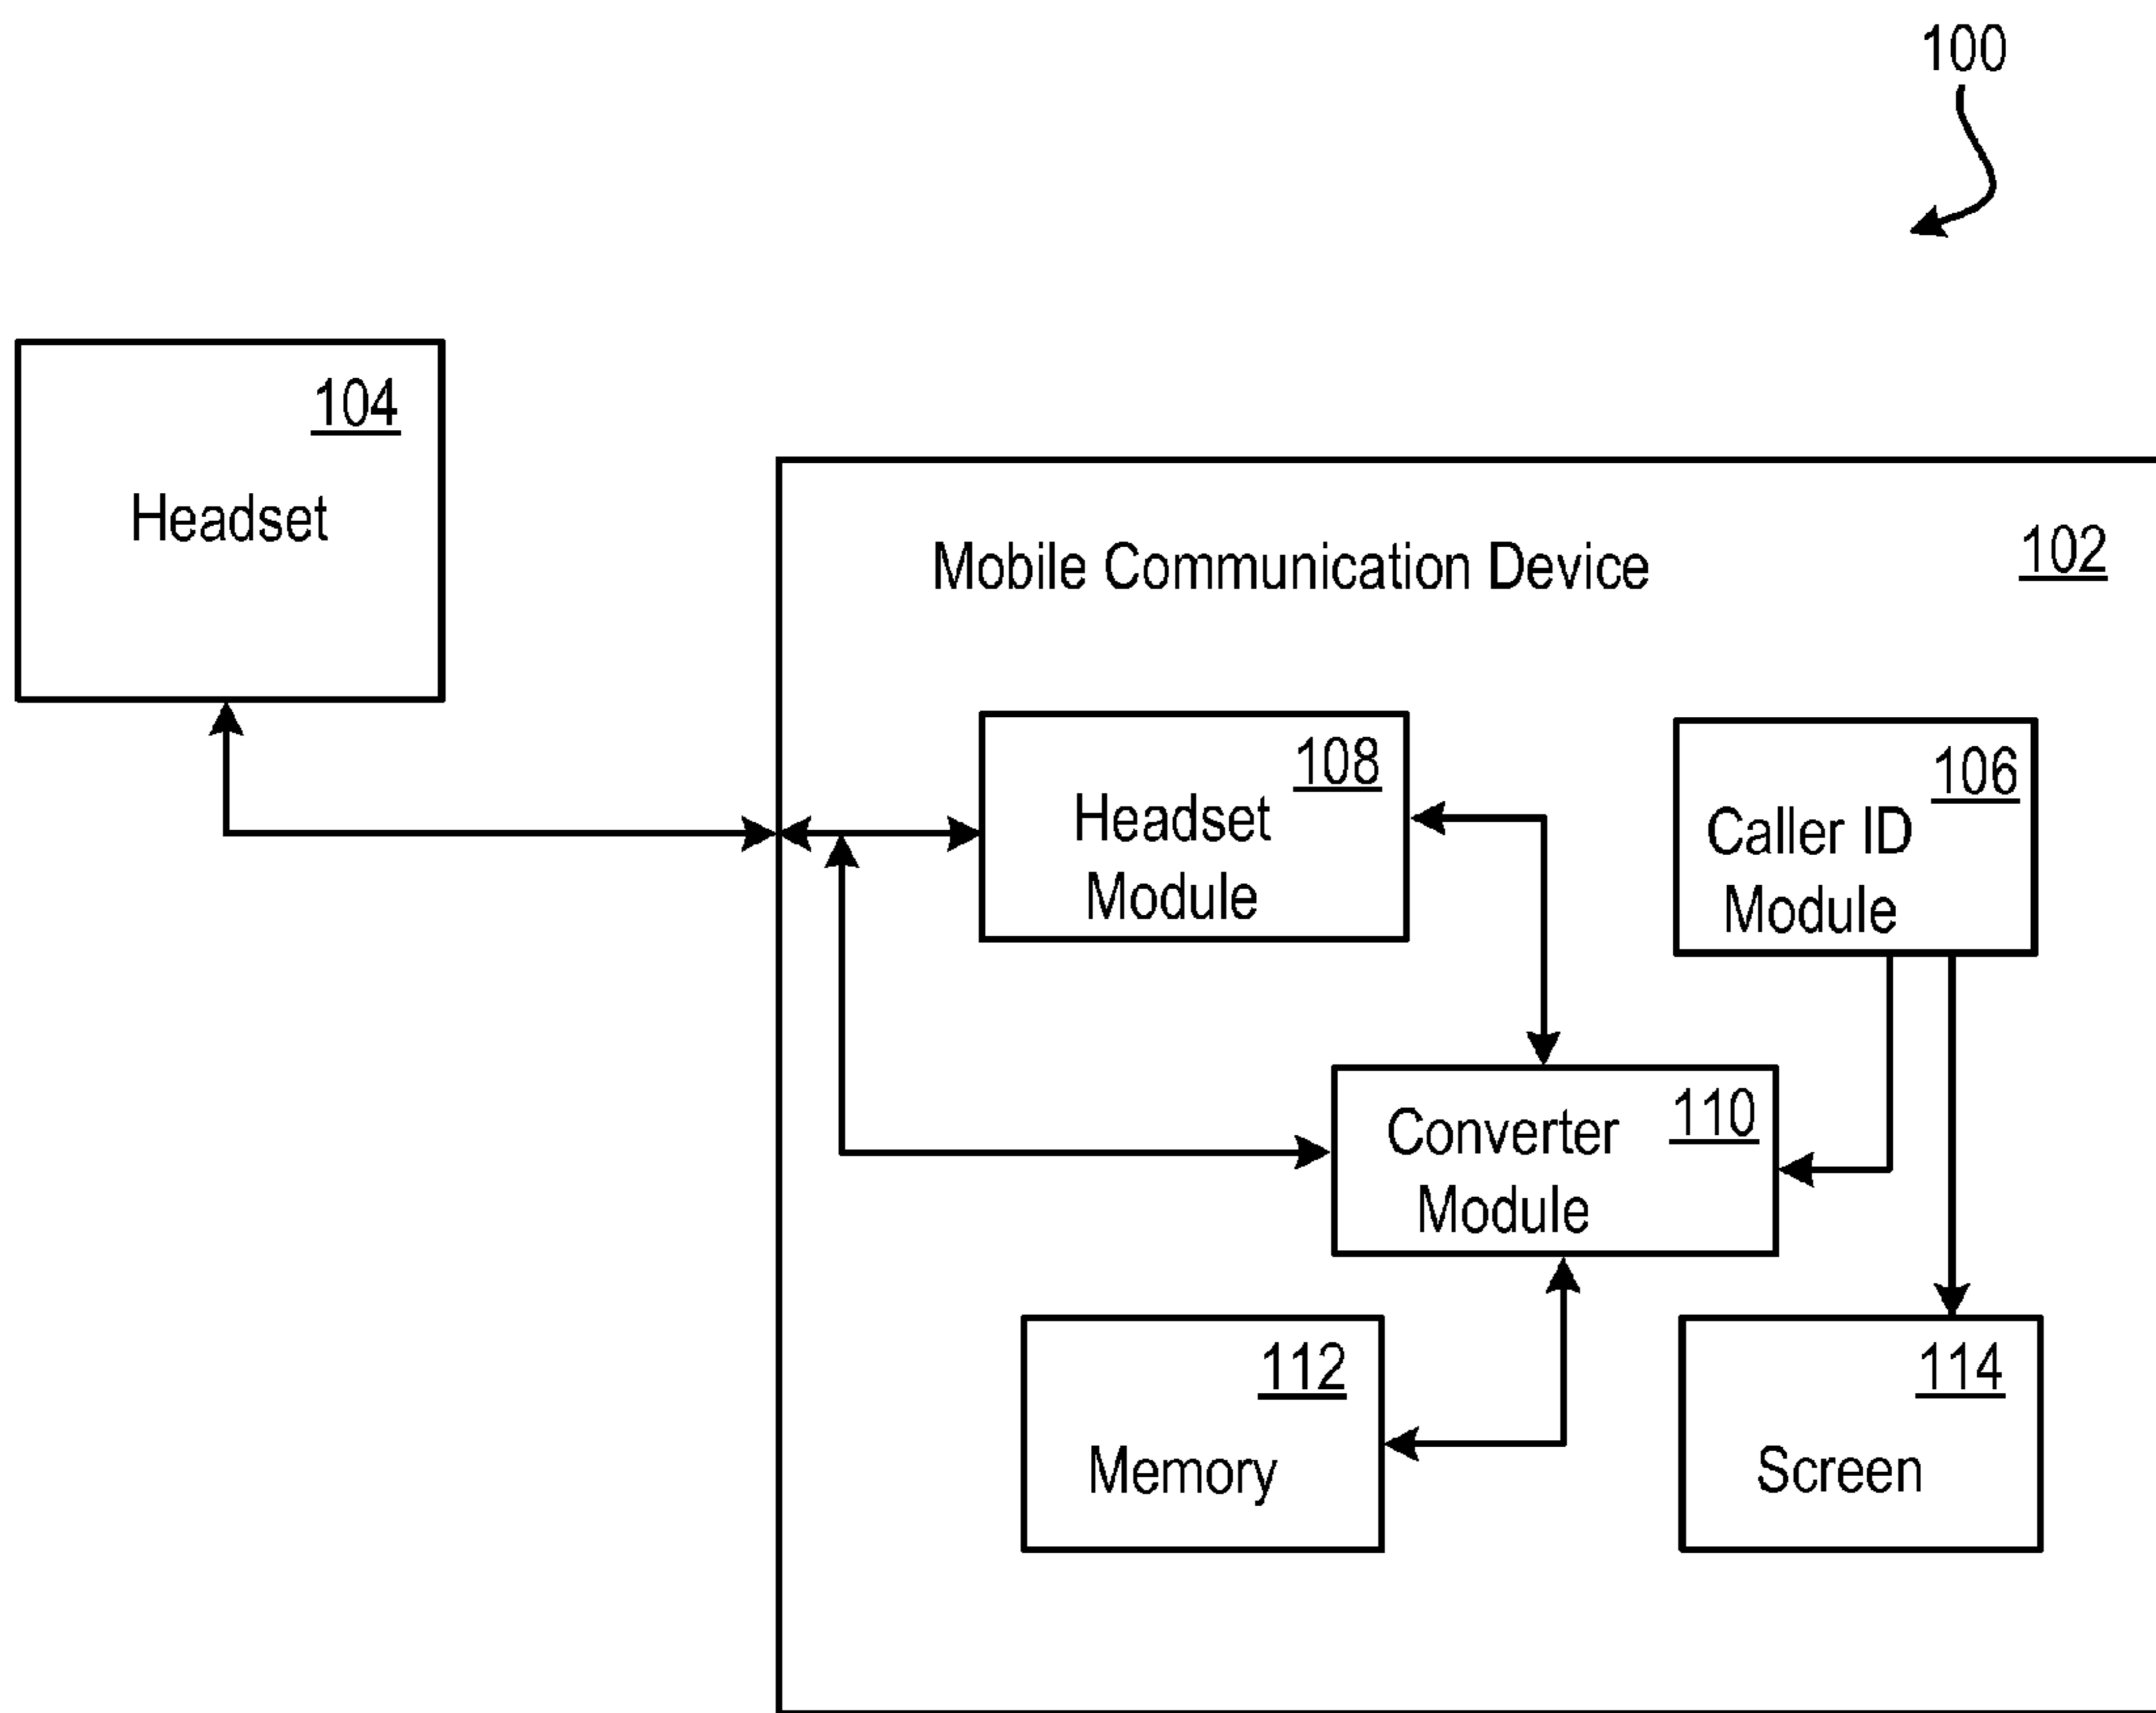 100
104
Headset
Mobile Communication Device
102
108
Headset
Module
106
Caller ID
Module
110
Converter
Module
112
Memory
114
Screen